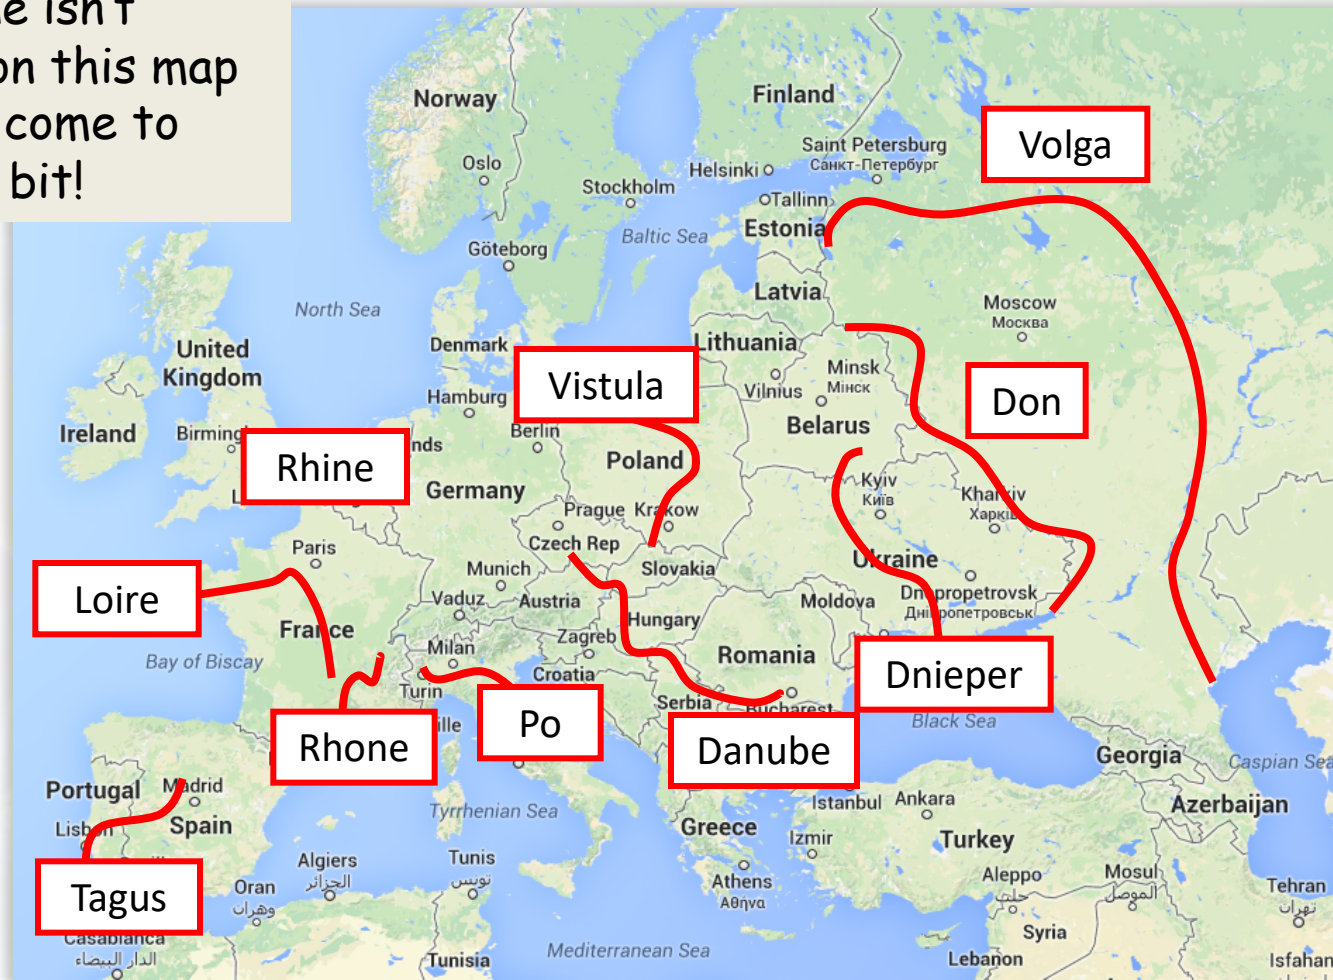 isn't
on this map
come to
bit!
Norway
Finland
Volga
Saint Petersburg
Санкт-Петербург
Oslo
Helsinki
Stockholm
Tallinn
Estonia
Baltic Sea
Göteborg
Latvia
North Sea
Moscow
Москва
United
Kingdom
Denmark
Lithuania
Vistula
Minsk
Мінск
Vilnius
Don
Hamburg
Ireland
Belarus
Berlin
Rhine
Poland
Germany
Kyiv
Київ
Kharkiv
Prague
Krakow
Czech Rep
Paris
Ukraine
Munich
Slovakia
Loire
Vaduz
Austria
Moldova
Dnipropetrovsk
Дніпропетровськ
Hungary
France
Zagreb
Milan
Romania
Bay of Biscay
Croatia
Dnieper
Turin
Serbia
Bucharest
Po
Black Sea
Rhone
Danube
Georgia
Caspian Sea
Portugal
Madrid
Istanbul
Ankara
Azerbaijan
Tyrrhenian Sea
Spain
Greece
Izmir
Turkey
Algiers
الجزائر
Tunis
تونس
Athens
Αθήνα
Aleppo
حلب
Mosul
الموصل
Tagus
Oran
وهران
Tehran
تهران
Casablanca
الدار البيضاء
Syria
Mediterranean Sea
Tunisia
Lebanon
Isfahan